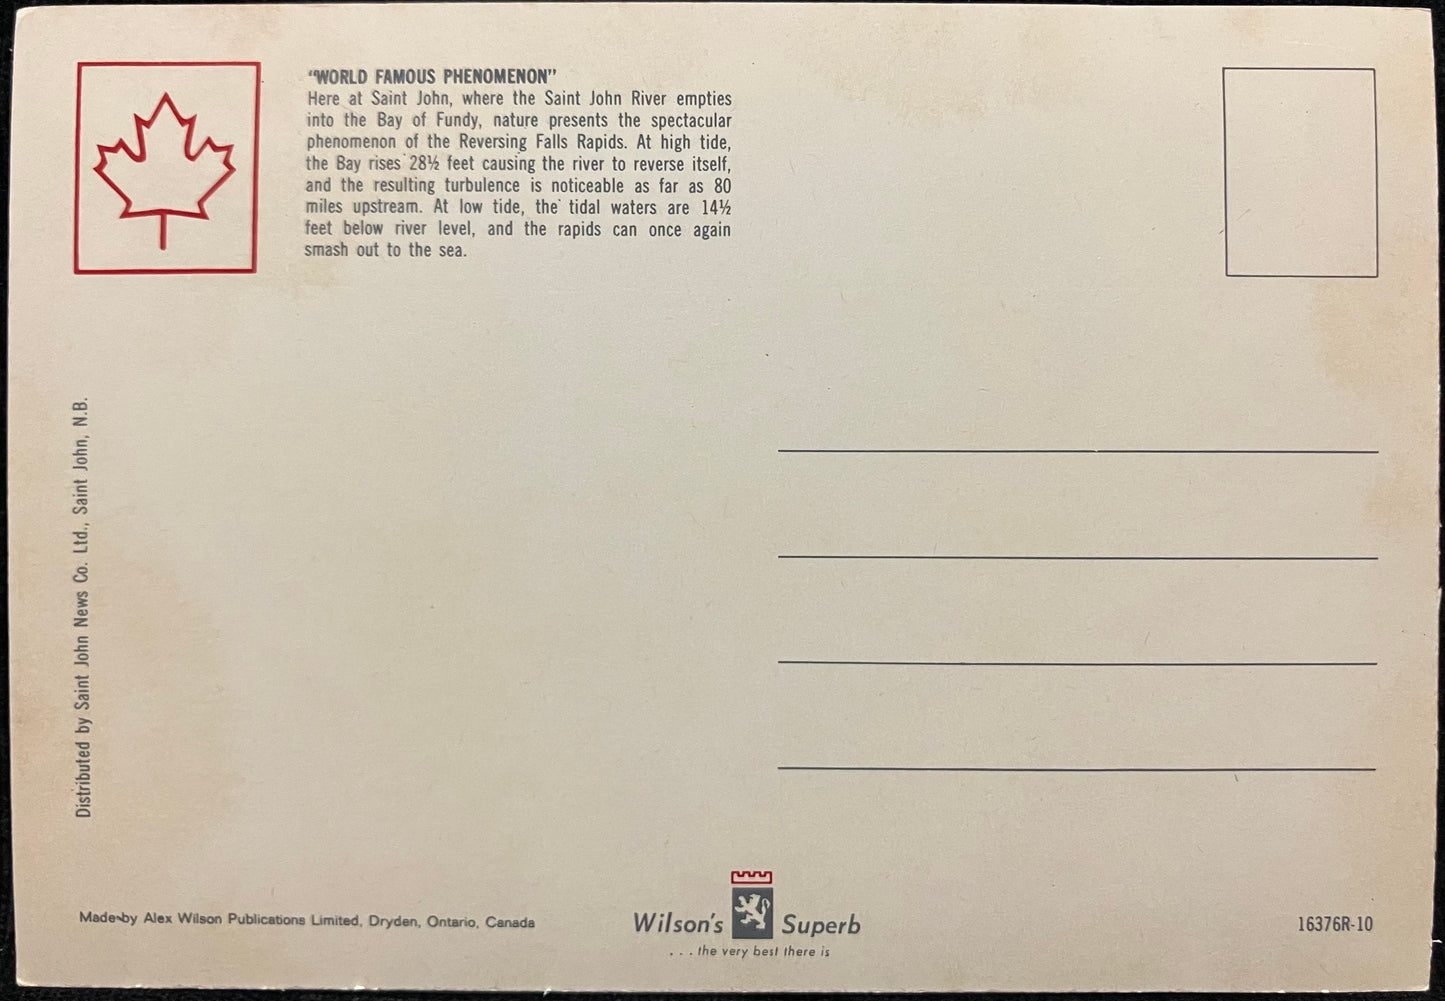 "WORLD FAMOUS PHENOMENON"
Here at Saint John, where the Saint John River empties
into the Bay of Fundy, nature presents the spectacular
phenomenon of the Reversing Falls Rapids. At high tide,
the Bay rises 28½ feet causing the river to reverse itself,
and the resulting turbulence is noticeable as far as 80
miles upstream. At low tide, the tidal waters are 14½
feet below river level, and the rapids can once again
smash out to the sea.
Distributed by Saint John News Co. Ltd., Saint John, N.B.
Made by Alex Wilson Publications Limited, Dryden, Ontario, Canada
Wilson's Superb
. . . the very best there is
16376R-10